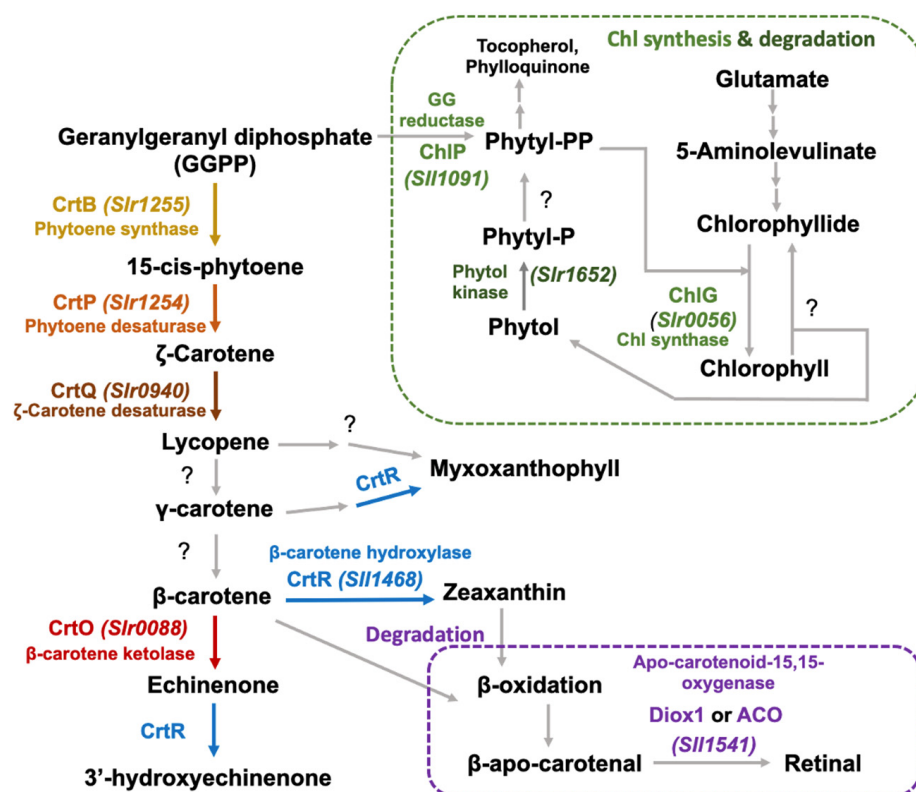 Chl synthesis & degradation
Tocopherol,
Phylloquinone
Glutamate
GG
reductase
Geranylgeranyl diphosphate
(GGPP)
Phytyl-PP
ChlP
(Sll1091)
5-Aminolevulinate
CrtB (Slr1255)
Phytoene synthase
?
Phytyl-P
Chlorophyllide
15-cis-phytoene
Phytol
kinase
(Slr1652)
ChlG
(Slr0056)
Chl synthase
?
CrtP (Slr1254)
Phytoene desaturase
Phytol
ζ-Carotene
Chlorophyll
CrtQ (Slr0940)
ζ-Carotene desaturase
Lycopene
?
Myxoxanthophyll
?
CrtR
γ-carotene
?
β-carotene hydroxylase
CrtR (Sll1468)
β-carotene
Zeaxanthin
CrtO (Slr0088)
β-carotene ketolase
Degradation
Echinenone
β-oxidation
Apo-carotenoid-15,15-
oxygenase
Diox1 or ACO
(Sll1541)
CrtR
β-apo-carotenal
Retinal
3’-hydroxyechinenone